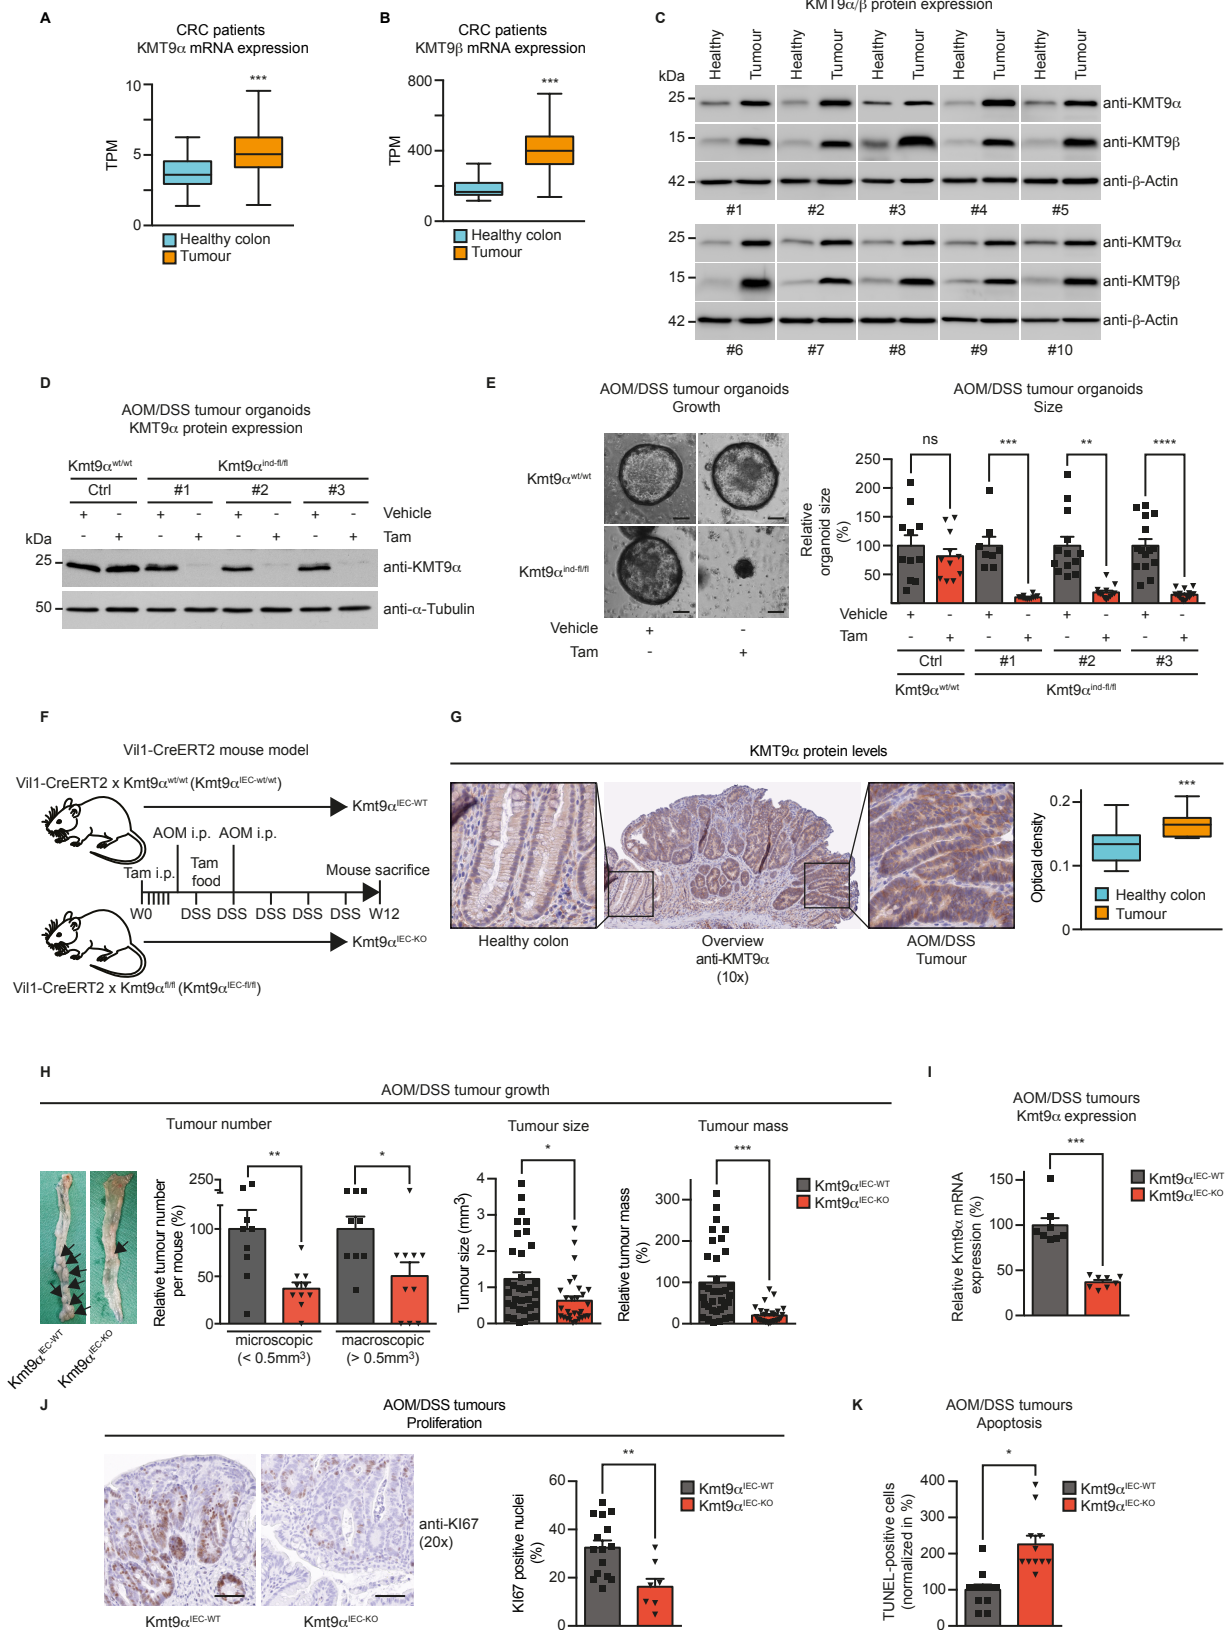 A
CRC patients
KMT9α mRNA expression
***
10
5
0
TPM
Healthy colon
Tumour
B
CRC patients
KMT9β mRNA expression
***
800
400
0
TPM
Healthy colon
Tumour
C
KMT9α/β protein expression
Healthy Tumour Healthy Tumour Healthy Tumour Healthy Tumour Healthy Tumour
kDa
25 anti-KMT9α
15 anti-KMT9β
42 anti-β-Actin
#1 #2 #3 #4 #5
25 anti-KMT9α
15 anti-KMT9β
42 anti-β-Actin
#6 #7 #8 #9 #10
D
AOM/DSS tumour organoids
KMT9α protein expression
Kmt9α^wt/wt Kmt9α^ind-fl/fl
Ctrl #1 #2 #3
+ - + - + - + - Vehicle
- + - + - + - + Tam
kDa
25 anti-KMT9α
50 anti-α-Tubulin
E
AOM/DSS tumour organoids
Growth
Kmt9α^wt/wt
Kmt9α^ind-fl/fl
Vehicle + -
Tam - +
AOM/DSS tumour organoids
Size
ns *** ** ****
250
200
150
100
50
Relative
organoid size
(%)
Vehicle + - + - + - + -
Tam - + - + - + - +
Ctrl #1 #2 #3
Kmt9α^wt/wt Kmt9α^ind-fl/fl
F
Vil1-CreERT2 mouse model
Vil1-CreERT2 x Kmt9α^wt/wt (Kmt9α^IEC-wt/wt)
Kmt9α^IEC-WT
AOM i.p. AOM i.p.
Tam i.p. Tam food Mouse sacrifice
W0 DSS DSS DSS DSS DSS W12
Kmt9α^IEC-KO
Vil1-CreERT2 x Kmt9α^fl/fl (Kmt9α^IEC-fl/fl)
G
KMT9α protein levels
Healthy colon
Overview
anti-KMT9α
(10x)
AOM/DSS
Tumour
***
0.2
0.1
0
Optical density
Healthy colon
Tumour
H
AOM/DSS tumour growth
Kmt9α^IEC-WT
Kmt9α^IEC-KO
Tumour number
** *
250
100
50
0
Relative tumour number
per mouse (%)
microscopic macroscopic
(< 0.5mm³) (> 0.5mm³)
Tumour size
*
4
3
2
1
0
Tumour size (mm³)
Tumour mass
***
300
200
100
0
Relative tumour mass
(%)
Kmt9α^IEC-WT
Kmt9α^IEC-KO
I
AOM/DSS tumours
Kmt9α expression
***
150
100
50
0
Relative Kmt9α mRNA
expression (%)
Kmt9α^IEC-WT
Kmt9α^IEC-KO
J
AOM/DSS tumours
Proliferation
anti-KI67
(20x)
Kmt9α^IEC-WT Kmt9α^IEC-KO
**
60
40
20
0
KI67 positive nuclei
(%)
Kmt9α^IEC-WT
Kmt9α^IEC-KO
K
AOM/DSS tumours
Apoptosis
*
400
300
200
100
0
TUNEL-positive cells
(normalized in %)
Kmt9α^IEC-WT
Kmt9α^IEC-KO